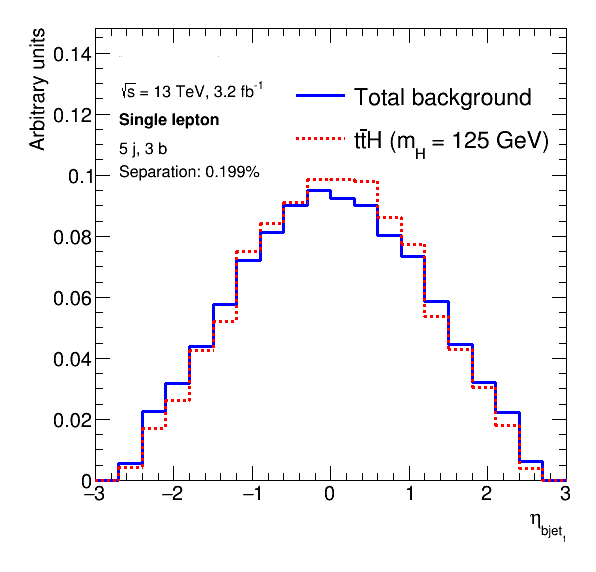 Arbitrary units
0.14
0.12
0.1
0.08
0.06
0.04
0.02
0
√s = 13 TeV, 3.2 fb⁻¹
Single lepton
5 j, 3 b
Separation: 0.199%
Total background
tt̄H (m_H = 125 GeV)
−3 −2 −1 0 1 2 3
η_bjet_1